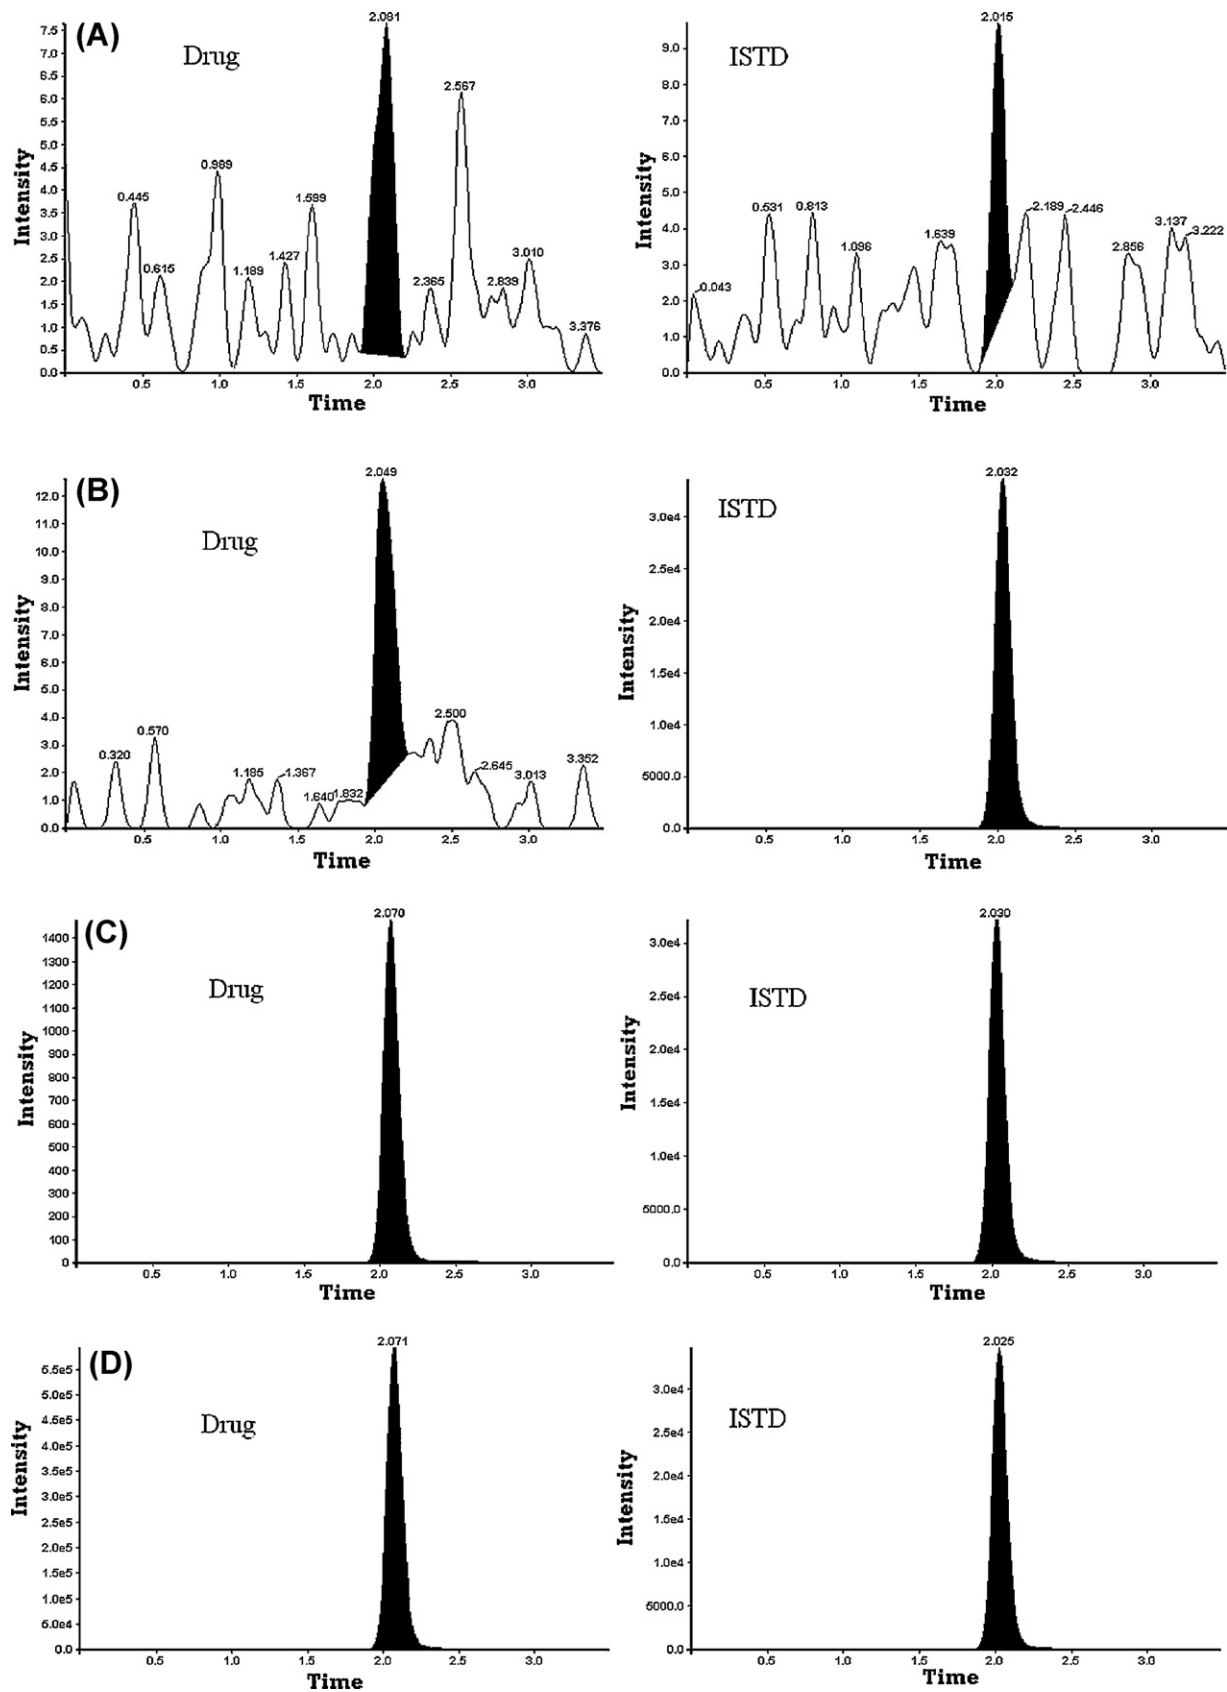 (A)
Drug
Intensity
7.5
7.0
6.5
6.0
5.5
5.0
4.5
4.0
3.5
3.0
2.5
2.0
1.5
1.0
0.5
0.0
0.445
0.615
0.989
1.189
1.427
1.599
2.081
2.365
2.567
2.839
3.010
3.376
0.5
1.0
1.5
2.0
2.5
3.0
Time
ISTD
Intensity
9.0
8.0
7.0
6.0
5.0
4.0
3.0
2.0
1.0
0.0
0.043
0.531
0.813
1.096
1.639
2.015
2.189
2.446
2.856
3.137
3.222
0.5
1.0
1.5
2.0
2.5
3.0
Time
(B)
Drug
Intensity
12.0
11.0
10.0
9.0
8.0
7.0
6.0
5.0
4.0
3.0
2.0
1.0
0.0
0.320
0.570
1.185
1.367
1.640
1.832
2.049
2.500
2.645
3.013
3.352
0.5
1.0
1.5
2.0
2.5
3.0
Time
ISTD
Intensity
3.0e4
2.5e4
2.0e4
1.5e4
1.0e4
5000.0
0.0
2.032
0.5
1.0
1.5
2.0
2.5
3.0
Time
(C)
Drug
Intensity
1400
1300
1200
1100
1000
900
800
700
600
500
400
300
200
100
0
2.070
0.5
1.0
1.5
2.0
2.5
3.0
Time
ISTD
Intensity
3.0e4
2.5e4
2.0e4
1.5e4
1.0e4
5000.0
0.0
2.030
0.5
1.0
1.5
2.0
2.5
3.0
Time
(D)
Drug
Intensity
5.5e5
5.0e5
4.5e5
4.0e5
3.5e5
3.0e5
2.5e5
2.0e5
1.5e5
1.0e5
5.0e4
0.0
2.071
0.5
1.0
1.5
2.0
2.5
3.0
Time
ISTD
Intensity
3.0e4
2.5e4
2.0e4
1.5e4
1.0e4
5000.0
0.0
2.025
0.5
1.0
1.5
2.0
2.5
3.0
Time